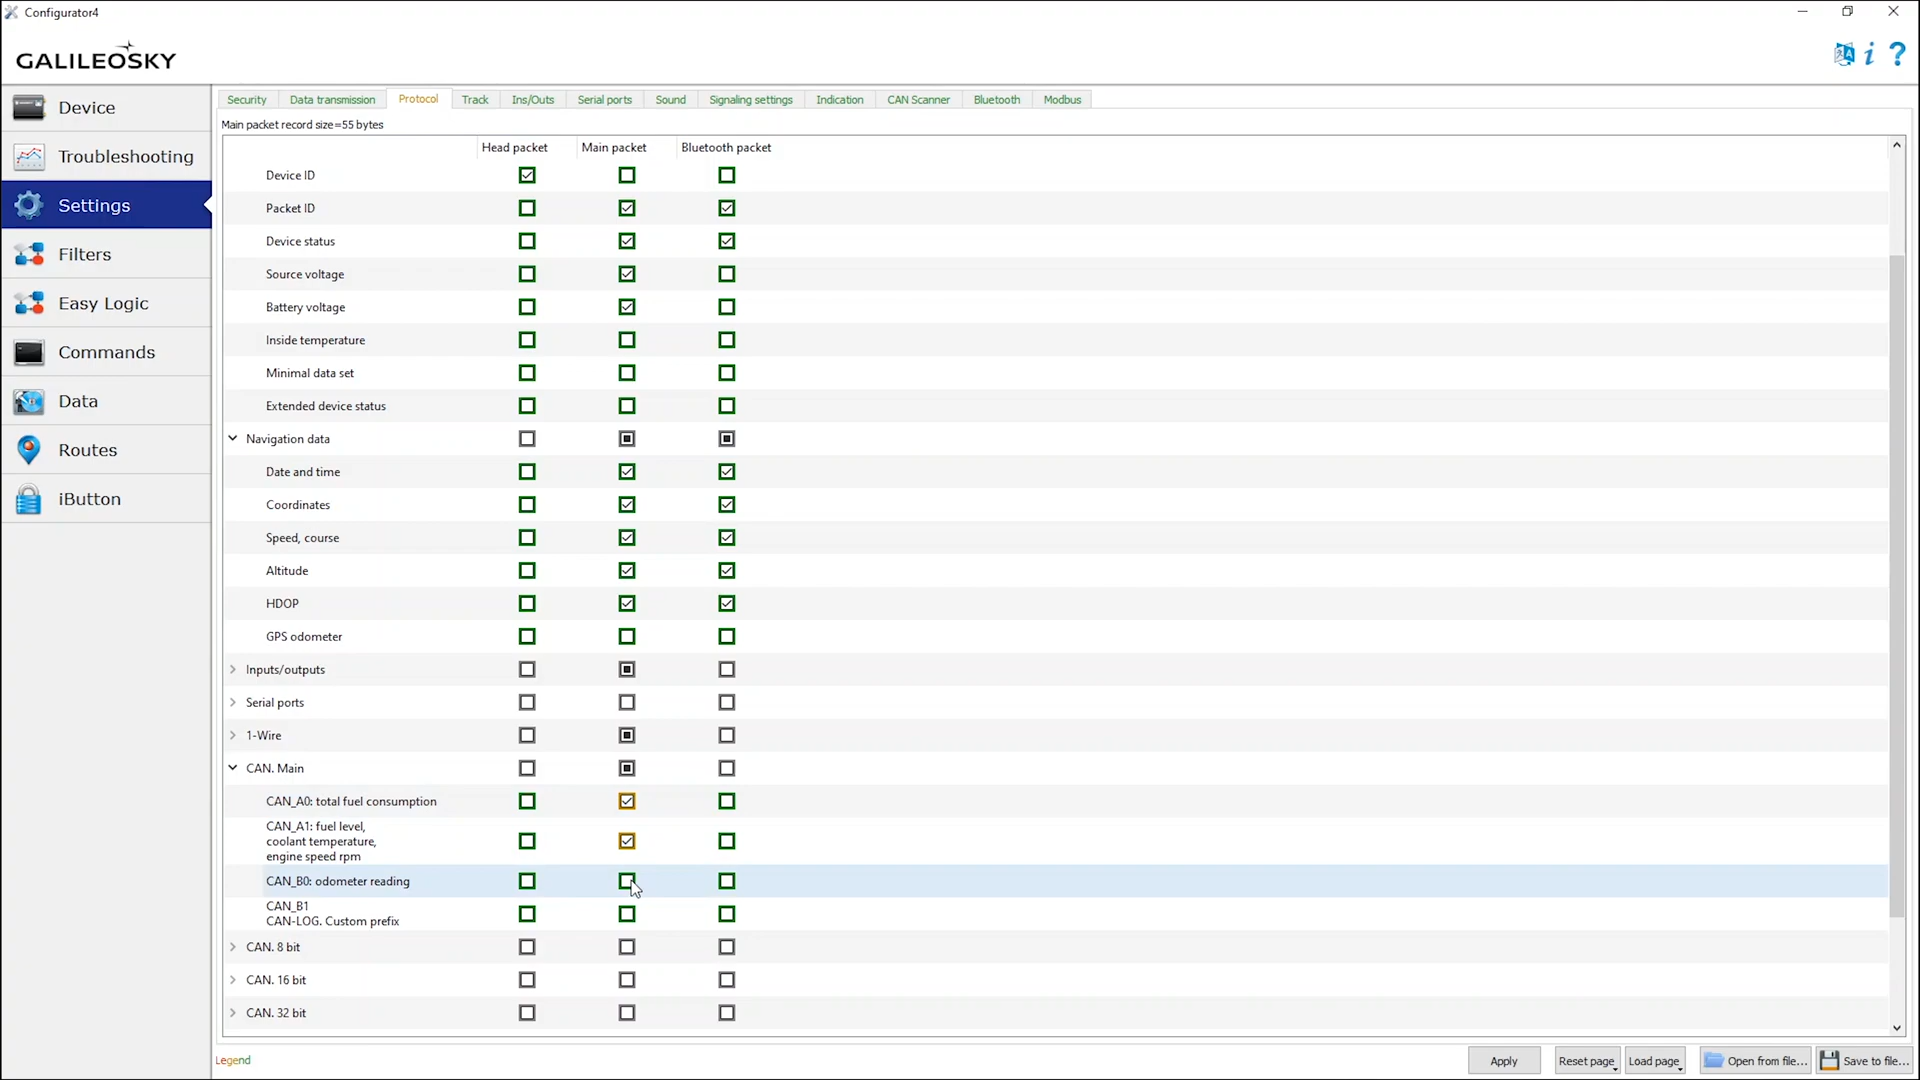 Configurator4
GALILEOSKY
Device
Troubleshooting
Settings
Filters
Easy Logic
Commands
Data
Routes
iButton
Security Data transmission Protocol Track Ins/Outs Serial ports Sound Signaling settings Indication CAN Scanner Bluetooth Modbus
Main packet record size=55 bytes
Head packet Main packet Bluetooth packet
Device ID
Packet ID
Device status
Source voltage
Battery voltage
Inside temperature
Minimal data set
Extended device status
Navigation data
Date and time
Coordinates
Speed, course
Altitude
HDOP
GPS odometer
Inputs/outputs
Serial ports
1-Wire
CAN. Main
CAN_A0: total fuel consumption
CAN_A1: fuel level,
coolant temperature,
engine speed rpm
CAN_B0: odometer reading
CAN_B1
CAN-LOG. Custom prefix
CAN. 8 bit
CAN. 16 bit
CAN. 32 bit
Legend
Apply Reset page Load page Open from file... Save to file...